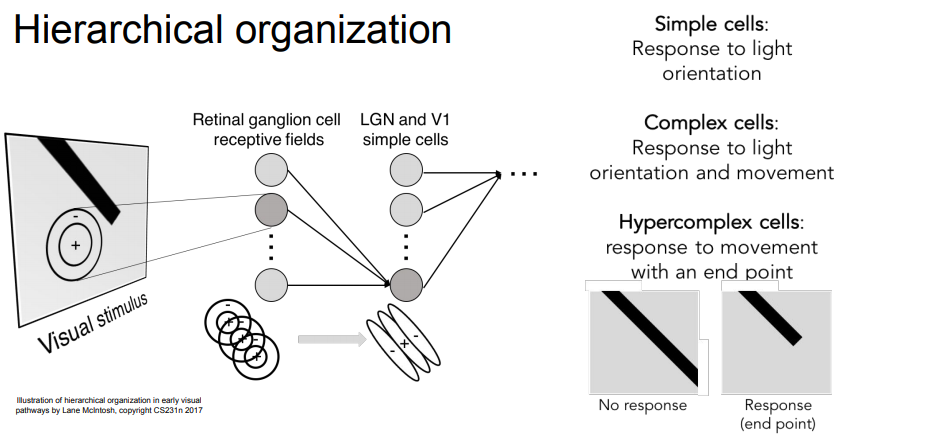 Hierarchical organization
Simple cells:
Response to light
orientation
Complex cells:
Response to light
orientation and movement
Hypercomplex cells:
response to movement
with an end point
Retinal ganglion cell
receptive fields
LGN and V1
simple cells
- 
+
Visual stimulus
- - -
+ + +
- + -
...
No response
Response
(end point)
Illustration of hierarchical organization in early visual
pathways by Lane McIntosh, copyright CS231n 2017